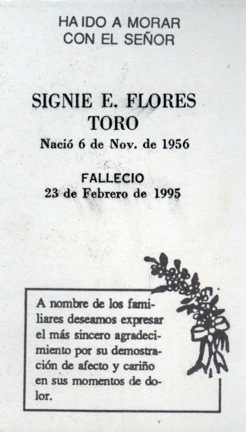 HA IDO A MORAR
CON EL SEÑOR
SIGNIE E. FLORES
TORO
Nació 6 de Nov. de 1956
FALLECIO
23 de Febrero de 1995
A nombre de los fami-
liares deseamos expresar
el más sincero agradeci-
miento por su demostra-
ción de afecto y cariño
en sus momentos de do-
lor.